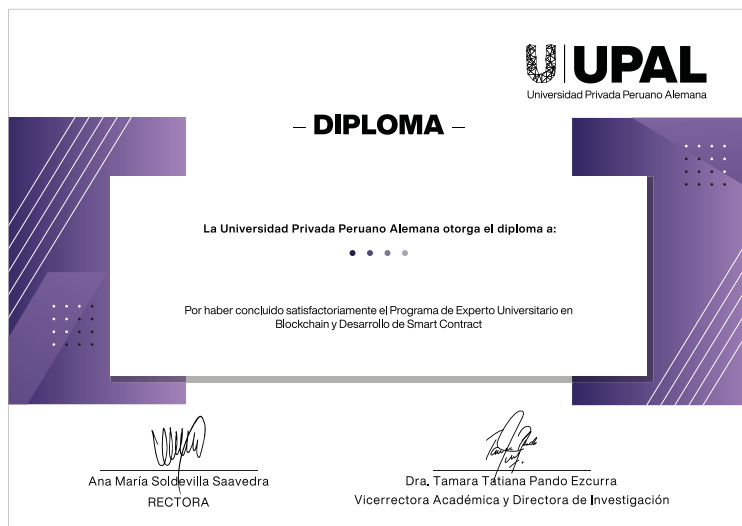 UPAL
Universidad Privada Peruano Alemana
DIPLOMA
La Universidad Privada Peruano Alemana otorga el diploma a:
Por haber concluido satisfactoriamente el Programa de Experto Universitario en
Blockchain y Desarrollo de Smart Contract
Ana María Soldevilla Saavedra
RECTORA
Dra. Tamara Tatiana Pando Ezcurra
Vicerrectora Académica y Directora de Investigación